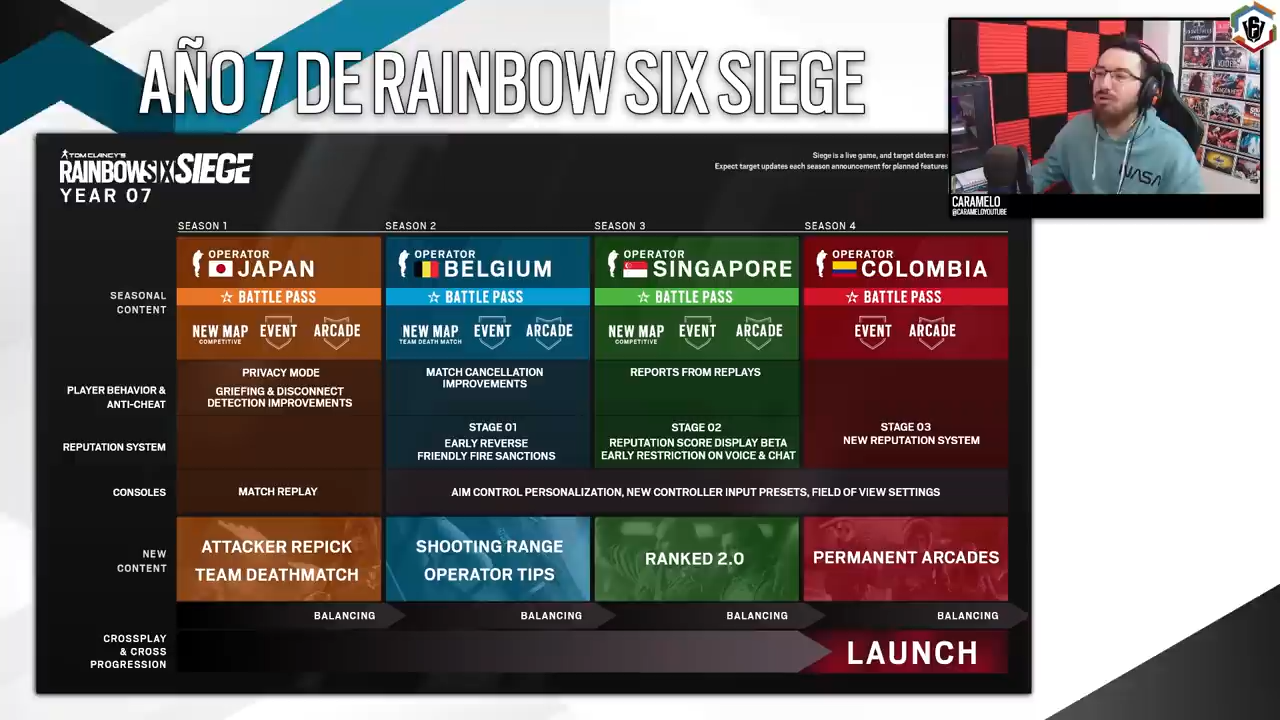 AÑO 7 DE RAINBOW SIX SIEGE
TOM CLANCY'S
RAINBOWSIX SIEGE
YEAR 07
Siege is a live game, and target dates are
Expect target updates each season announcement for planned features
NASA
CARAMELO
@CARAMELOYOUTUBE
SEASON 1
SEASON 2
SEASON 3
SEASON 4
OPERATOR
JAPAN
OPERATOR
BELGIUM
OPERATOR
SINGAPORE
OPERATOR
COLOMBIA
SEASONAL
CONTENT
BATTLE PASS
BATTLE PASS
BATTLE PASS
BATTLE PASS
NEW MAP
COMPETITIVE
EVENT
ARCADE
NEW MAP
TEAM DEATH MATCH
EVENT
ARCADE
NEW MAP
COMPETITIVE
EVENT
ARCADE
EVENT
ARCADE
PLAYER BEHAVIOR &
ANTI-CHEAT
PRIVACY MODE
GRIEFING & DISCONNECT
DETECTION IMPROVEMENTS
MATCH CANCELLATION
IMPROVEMENTS
REPORTS FROM REPLAYS
REPUTATION SYSTEM
STAGE 01
EARLY REVERSE
FRIENDLY FIRE SANCTIONS
STAGE 02
REPUTATION SCORE DISPLAY BETA
EARLY RESTRICTION ON VOICE & CHAT
STAGE 03
NEW REPUTATION SYSTEM
CONSOLES
MATCH REPLAY
AIM CONTROL PERSONALIZATION, NEW CONTROLLER INPUT PRESETS, FIELD OF VIEW SETTINGS
NEW
CONTENT
ATTACKER REPICK
TEAM DEATHMATCH
SHOOTING RANGE
OPERATOR TIPS
RANKED 2.0
PERMANENT ARCADES
BALANCING
BALANCING
BALANCING
BALANCING
CROSSPLAY
& CROSS
PROGRESSION
LAUNCH